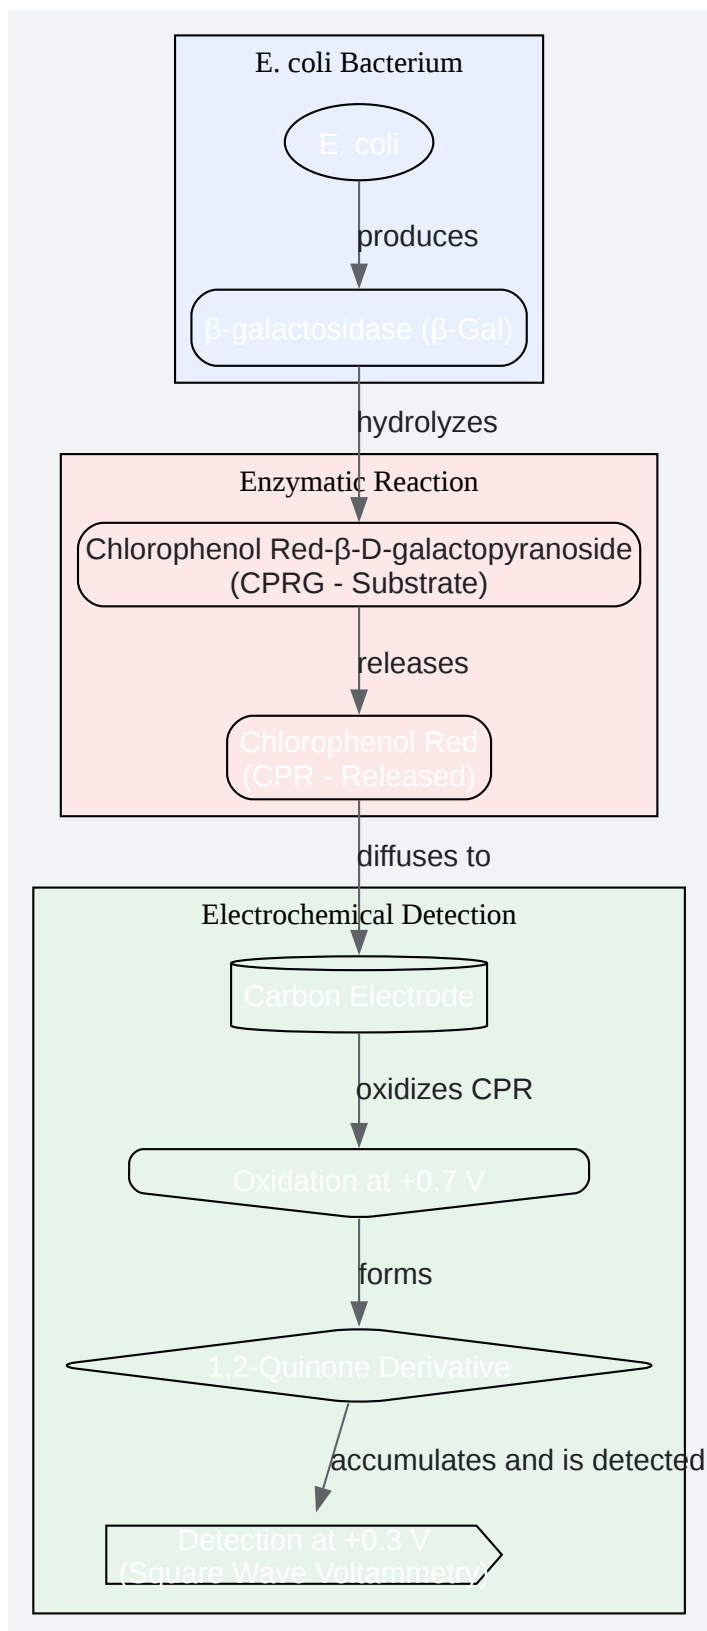 E. coli Bacterium
E. coli
produces
β-galactosidase (β-Gal)
hydrolyzes
Enzymatic Reaction
Chlorophenol Red-β-D-galactopyranoside
(CPRG - Substrate)
releases
Chlorophenol Red
(CPR - Released)
diffuses to
Electrochemical Detection
Carbon Electrode
oxidizes CPR
Oxidation at +0.7 V
forms
1,2-Quinone Derivative
accumulates and is detected
Detection at +0.3 V
(Square Wave Voltammetry)